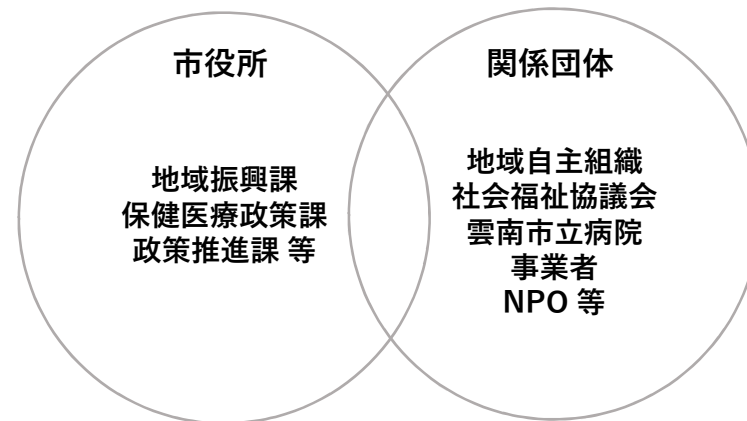 市役所
地域振興課
保健医療政策課
政策推進課 等
関係団体
地域自主組織
社会福祉協議会
雲南市立病院
事業者
NPO 等